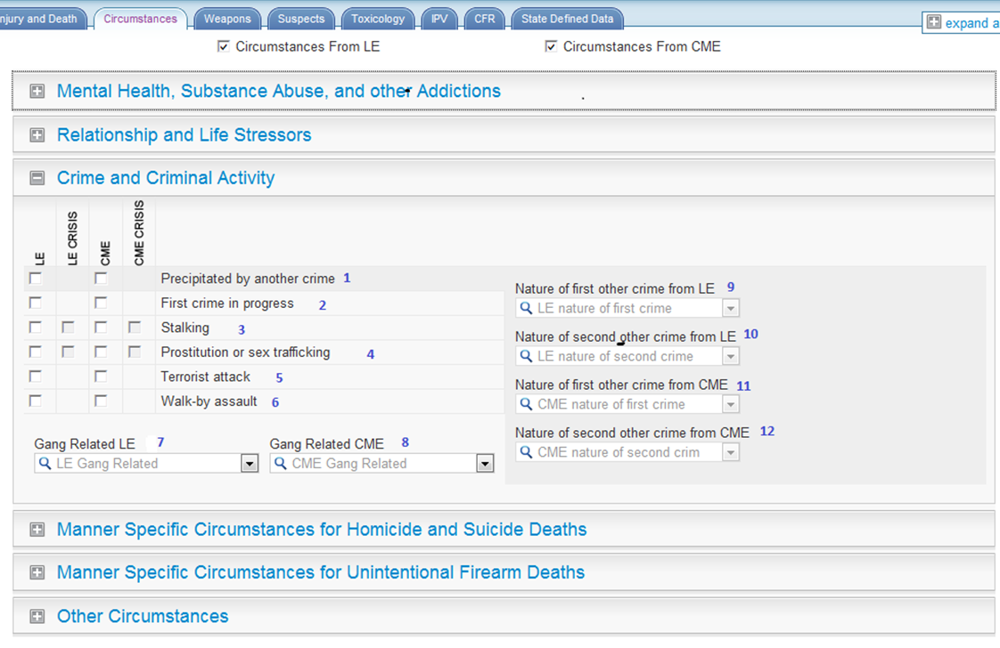 njury and Death Circumstances Weapons Suspects Toxicology IPV CFR State Defined Data
expand a
Circumstances From LE Circumstances From CME
Mental Health, Substance Abuse, and other Addictions
Relationship and Life Stressors
Crime and Criminal Activity
LE LE CRISIS CME CME CRISIS
Precipitated by another crime 1
First crime in progress 2
Stalking 3
Prostitution or sex trafficking 4
Terrorist attack 5
Walk-by assault 6
Gang Related LE 7
LE Gang Related
Gang Related CME 8
CME Gang Related
Nature of first other crime from LE 9
LE nature of first crime
Nature of second other crime from LE 10
LE nature of second crime
Nature of first other crime from CME 11
CME nature of first crime
Nature of second other crime from CME 12
CME nature of second crim
Manner Specific Circumstances for Homicide and Suicide Deaths
Manner Specific Circumstances for Unintentional Firearm Deaths
Other Circumstances